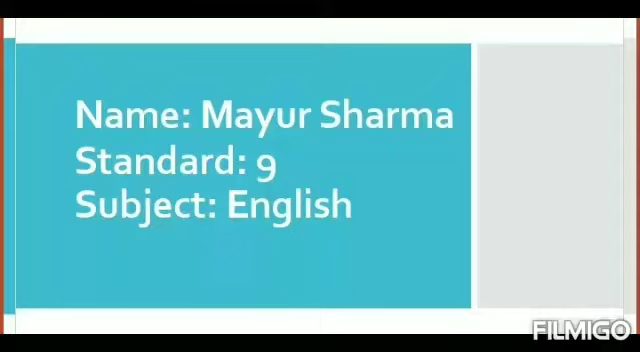 Name: Mayur Sharma
Standard: 9
Subject: English
FILMIGO